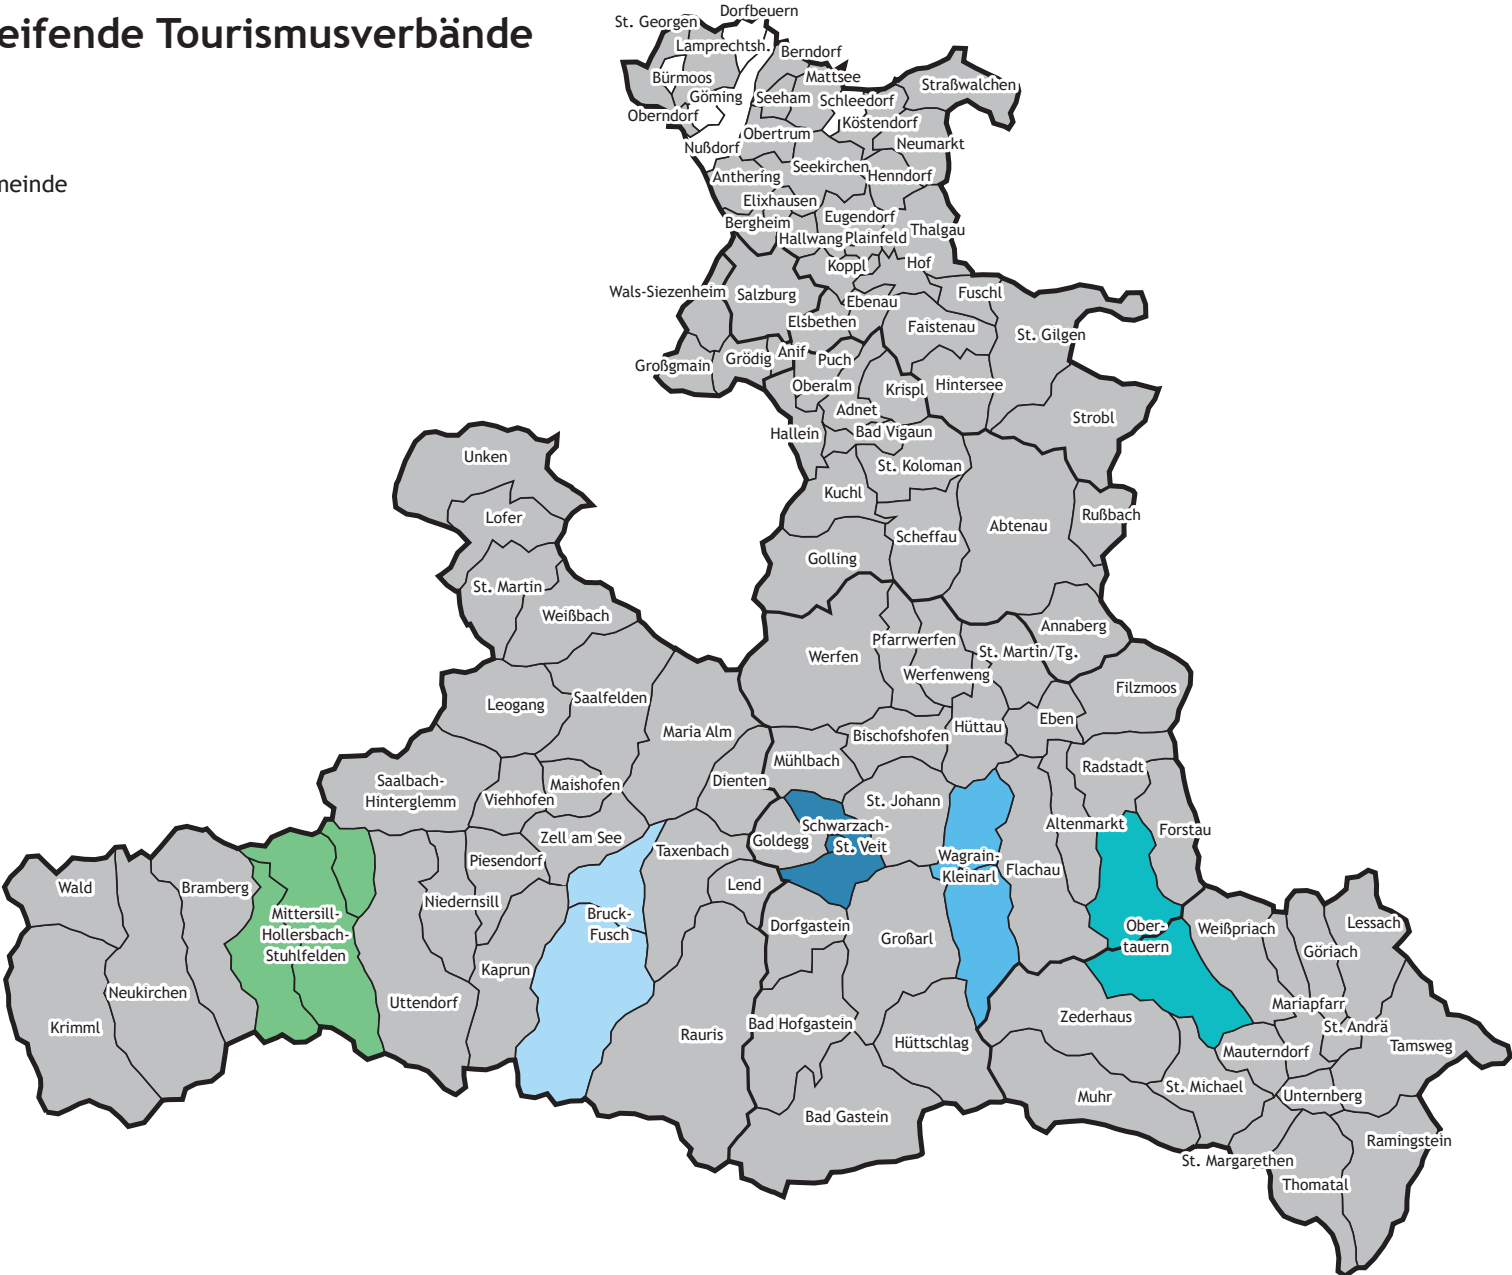 eifende Tourismusverbände
meinde
Dorfbeuern
St. Georgen
Lamprechtsh.
Berndorf
Bürmoos
Mattsee
Straßwalchen
Göming
Seeham
Schleedorf
Oberndorf
Köstendorf
Obertrum
Nußdorf
Neumarkt
Seekirchen
Anthering
Henndorf
Elixhausen
Eugendorf
Bergheim
Thalgau
Hallwang
Plainfeld
Koppl
Hof
Wals-Siezenheim
Salzburg
Fuschl
Ebenau
Elsbethen
Faistenau
St. Gilgen
Anif
Grödig
Puch
Großgmain
Oberalm
Krispl
Hintersee
Adnet
Strobl
Hallein
Bad Vigaun
Unken
St. Koloman
Kuchl
Lofer
Rußbach
Abtenau
Scheffau
Golling
St. Martin
Weißbach
Annaberg
Pfarrwerfen
St. Martin/Tg.
Werfen
Werfenweng
Filzmoos
Saalfelden
Leogang
Eben
Hüttau
Maria Alm
Bischofshofen
Mühlbach
Radstadt
Saalbach-
Hinterglemm
Dienten
Maishofen
Viehhofen
St. Johann
Schwarzach-
St. Veit
Altenmarkt
Forstau
Zell am See
Goldegg
Taxenbach
Piesendorf
Wagrain-
Kleinarl
Flachau
Lend
Wald
Bramberg
Niedernsill
Mittersill-
Hollersbach-
Stuhlfelden
Bruck-
Fusch
Dorfgastein
Großarl
Ober-
tauern
Weißpriach
Lessach
Göriach
Kaprun
Neukirchen
Uttendorf
Mariapfarr
Krimml
Rauris
Bad Hofgastein
Zederhaus
St. Andrä
Hüttschlag
Mauterndorf
Tamsweg
St. Michael
Muhr
Unternberg
Bad Gastein
Ramingstein
St. Margarethen
Thomatal